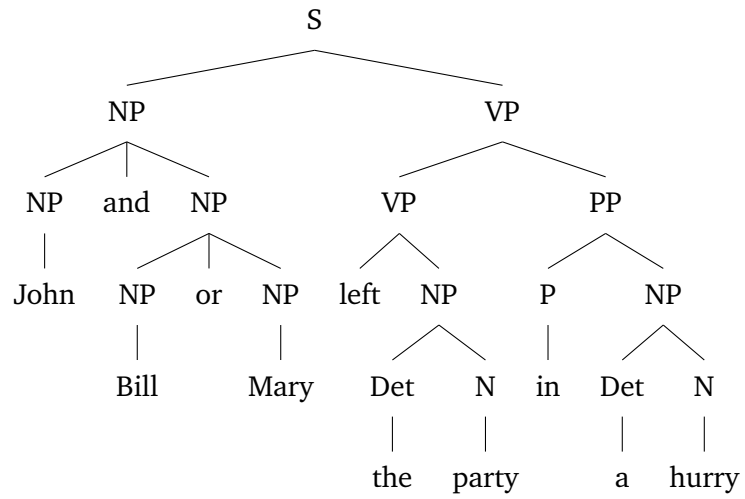 S
NP VP
NP and NP VP PP
John NP or NP left NP P NP
Bill Mary Det N in Det N
the party a hurry